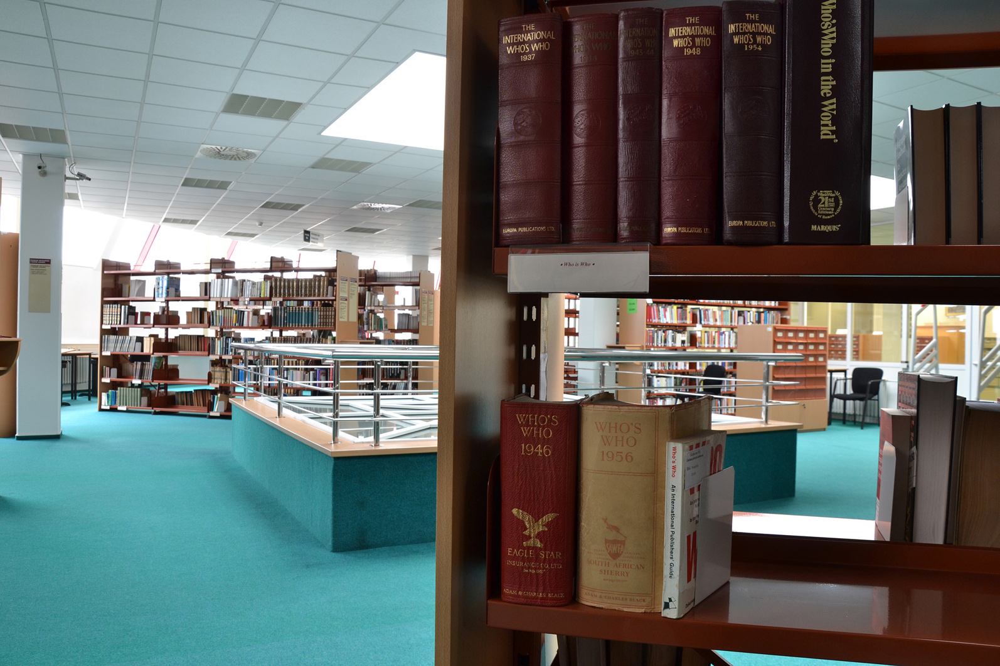 THE
INTERNATIONAL
WHO'S WHO
1937
EUROPA PUBLICATIONS LTD.
THE
INTERNATIONAL
WHO'S WHO
THE
INTERNATIONAL
WHO'S WHO
1945-46
THE
INTERNATIONAL
WHO'S WHO
1948
EUROPA PUBLICATIONS LTD.
THE
INTERNATIONAL
WHO'S WHO
1954
EUROPA PUBLICATIONS LTD.
Who'sWho in the World®
21st
Century Editions
MARQUIS
• Who is Who •
WHO'S
WHO
1946
EAGLE STAR
INSURANCE CO. LTD.
ADAM & CHARLES BLACK
WHO'S
WHO
1956
SAWFA
SOUTH AFRICAN
SHERRY
ADAM & CHARLES BLACK
Who's Who An International Publishers' Guide